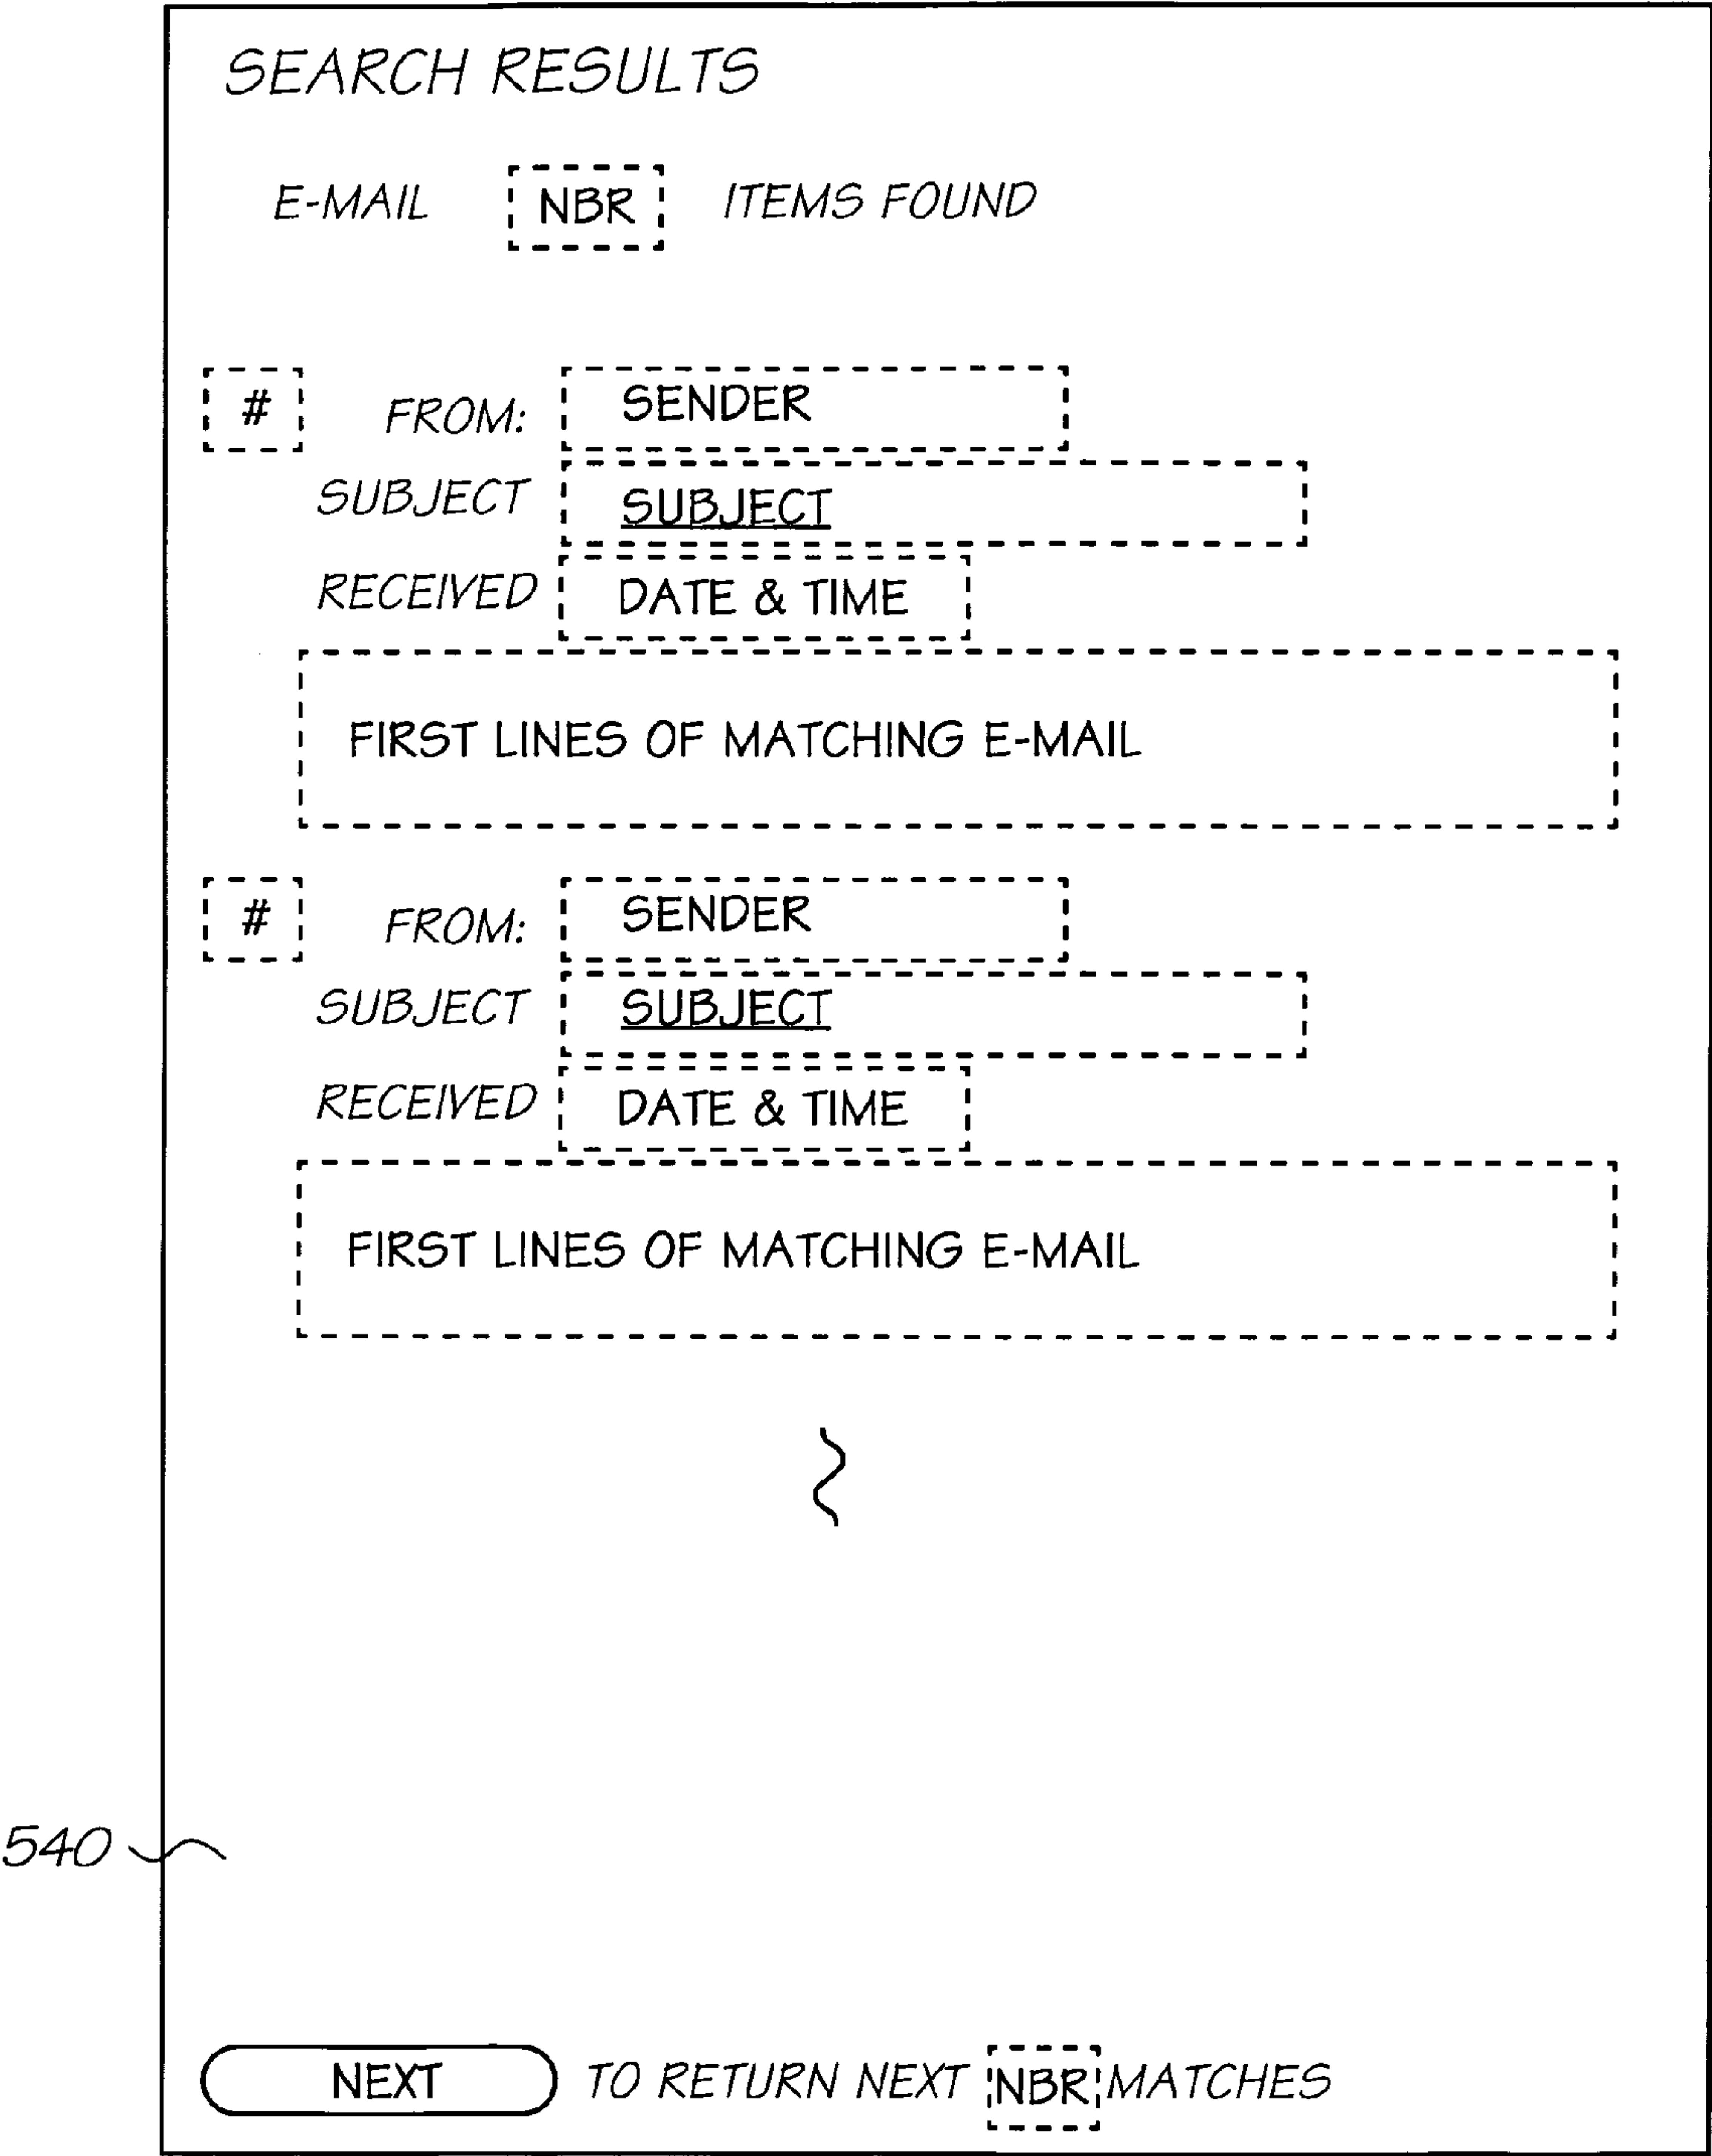 SEARCH RESULTS
E-MAIL NBR ITEMS FOUND
# FROM: SENDER
SUBJECT SUBJECT
RECEIVED DATE & TIME
FIRST LINES OF MATCHING E-MAIL
# FROM: SENDER
SUBJECT SUBJECT
RECEIVED DATE & TIME
FIRST LINES OF MATCHING E-MAIL
540
NEXT TO RETURN NEXT NBR MATCHES